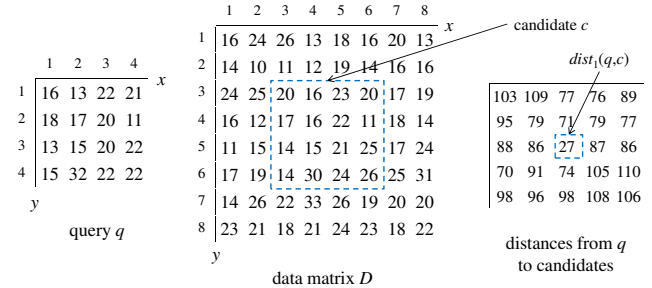 1 2 3 4 x
1 16 13 22 21
2 18 17 20 11
3 13 15 20 22
4 15 32 22 22
y
query q
1 2 3 4 5 6 7 8 x
1 16 24 26 13 18 16 20 13
2 14 10 11 12 19 14 16 16
3 24 25 20 16 23 20 17 19
4 16 12 17 16 22 11 18 14
5 11 15 14 15 21 25 17 24
6 17 19 14 30 24 26 25 31
7 14 26 22 33 26 19 20 20
8 23 21 18 21 24 23 18 22
y
data matrix D
candidate c
dist₁(q,c)
103 109 77 76 89
95 79 71 79 77
88 86 27 87 86
70 91 74 105 110
98 96 98 108 106
distances from q
to candidates